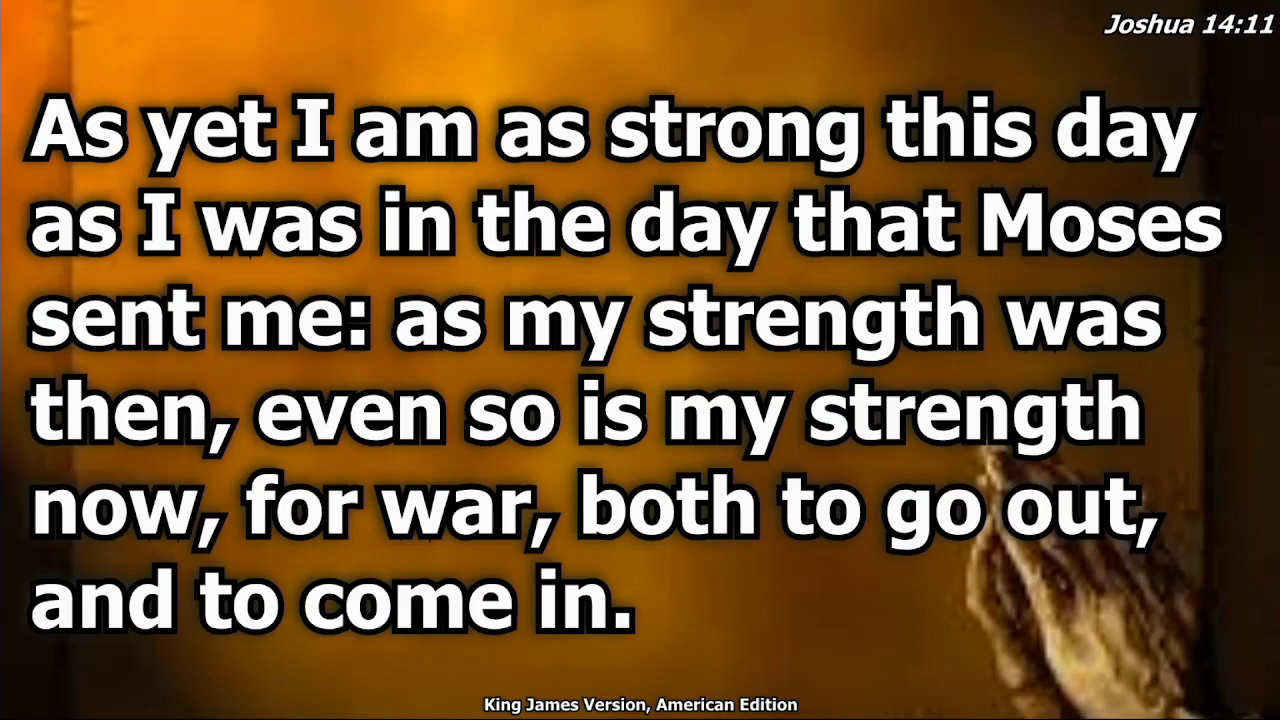 Joshua 14:11
As yet I am as strong this day
as I was in the day that Moses
sent me: as my strength was
then, even so is my strength
now, for war, both to go out,
and to come in.
King James Version, American Edition